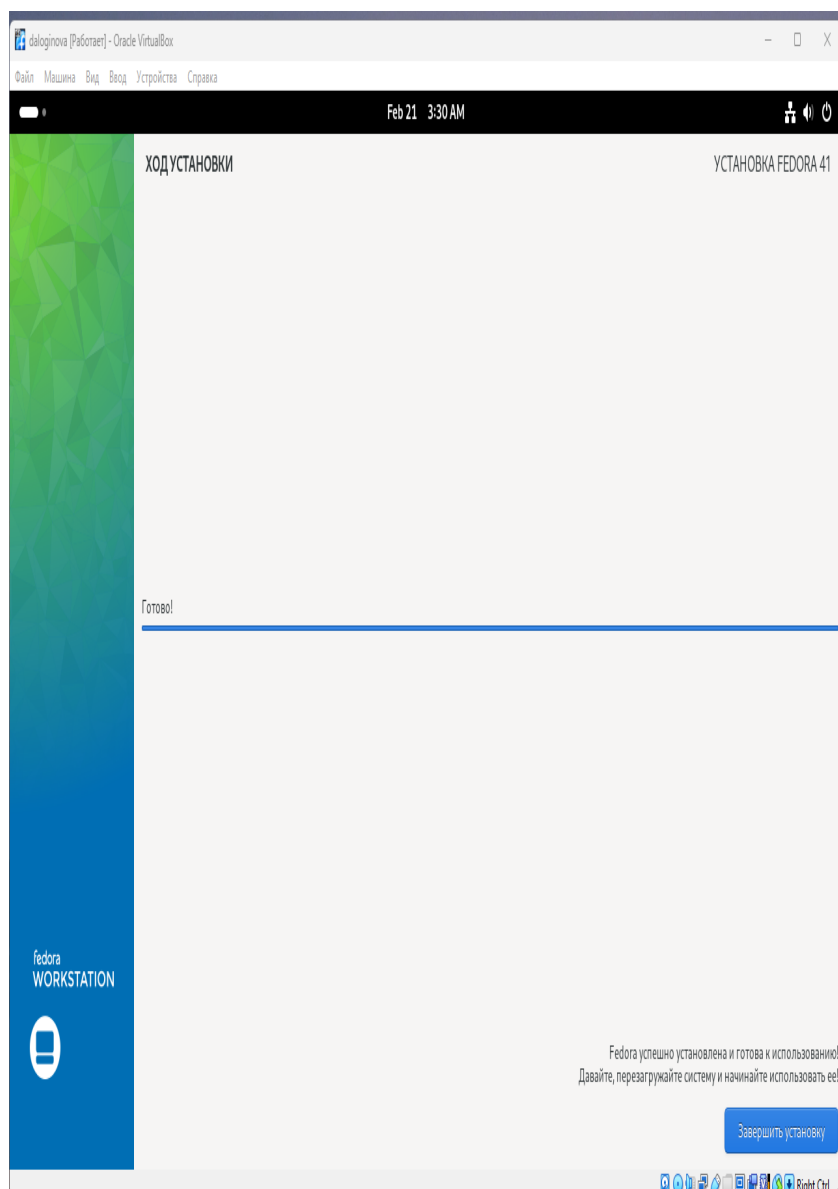 daloginova [Работает] - Oracle VirtualBox
Файл Машина Вид Ввод Устройства Справка
Feb 21 3:30 AM
ХОД УСТАНОВКИ
УСТАНОВКА FEDORA 41
Готово!
fedora
WORKSTATION
Fedora успешно установлена и готова к использованию!
Давайте, перезагружайте систему и начинайте использовать ее!
Завершить установку
Right Ctrl